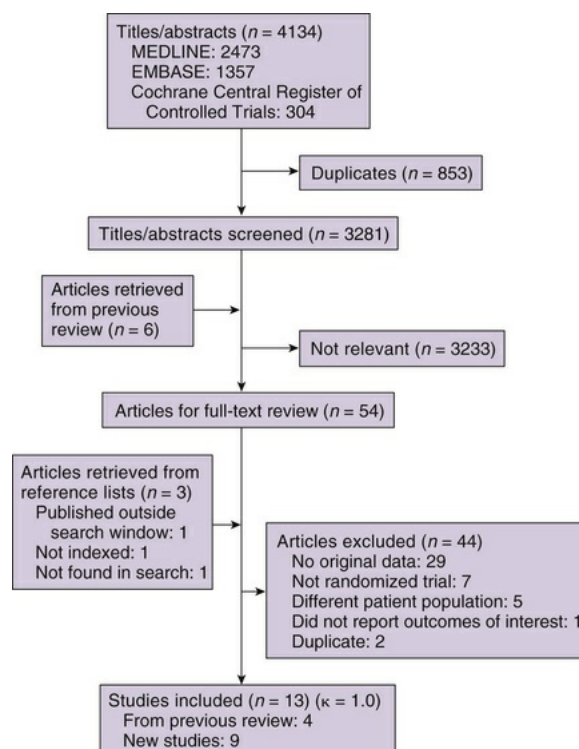 Titles/abstracts (n = 4134)
MEDLINE: 2473
EMBASE: 1357
Cochrane Central Register of
Controlled Trials: 304
Duplicates (n = 853)
Titles/abstracts screened (n = 3281)
Articles retrieved
from previous
review (n = 6)
Not relevant (n = 3233)
Articles for full-text review (n = 54)
Articles retrieved from
reference lists (n = 3)
Published outside
search window: 1
Not indexed: 1
Not found in search: 1
Articles excluded (n = 44)
No original data: 29
Not randomized trial: 7
Different patient population: 5
Did not report outcomes of interest: 1
Duplicate: 2
Studies included (n = 13) (κ = 1.0)
From previous review: 4
New studies: 9